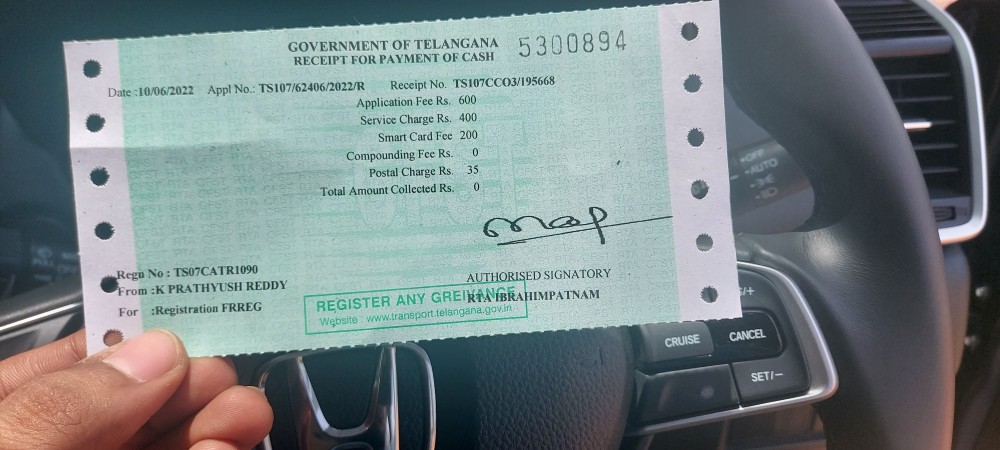 GOVERNMENT OF TELANGANA 5300894
RECEIPT FOR PAYMENT OF CASH
Date :10/06/2022 Appl No.: TS107/62406/2022/R Receipt No. TS107CCO3/195668
Application Fee Rs. 600
Service Charge Rs. 400
Smart Card Fee 200
Compounding Fee Rs. 0
Postal Charge Rs. 35
Total Amount Collected Rs. 0
Regn No : TS07CATR1090
From :K PRATHYUSH REDDY
For :Registration FRREG
AUTHORISED SIGNATORY
RTA IBRAHIMPATNAM
REGISTER ANY GREIVANCE
Website : www.transport.telangana.gov.in
OFF
AUTO
CRUISE
CANCEL
SET/−